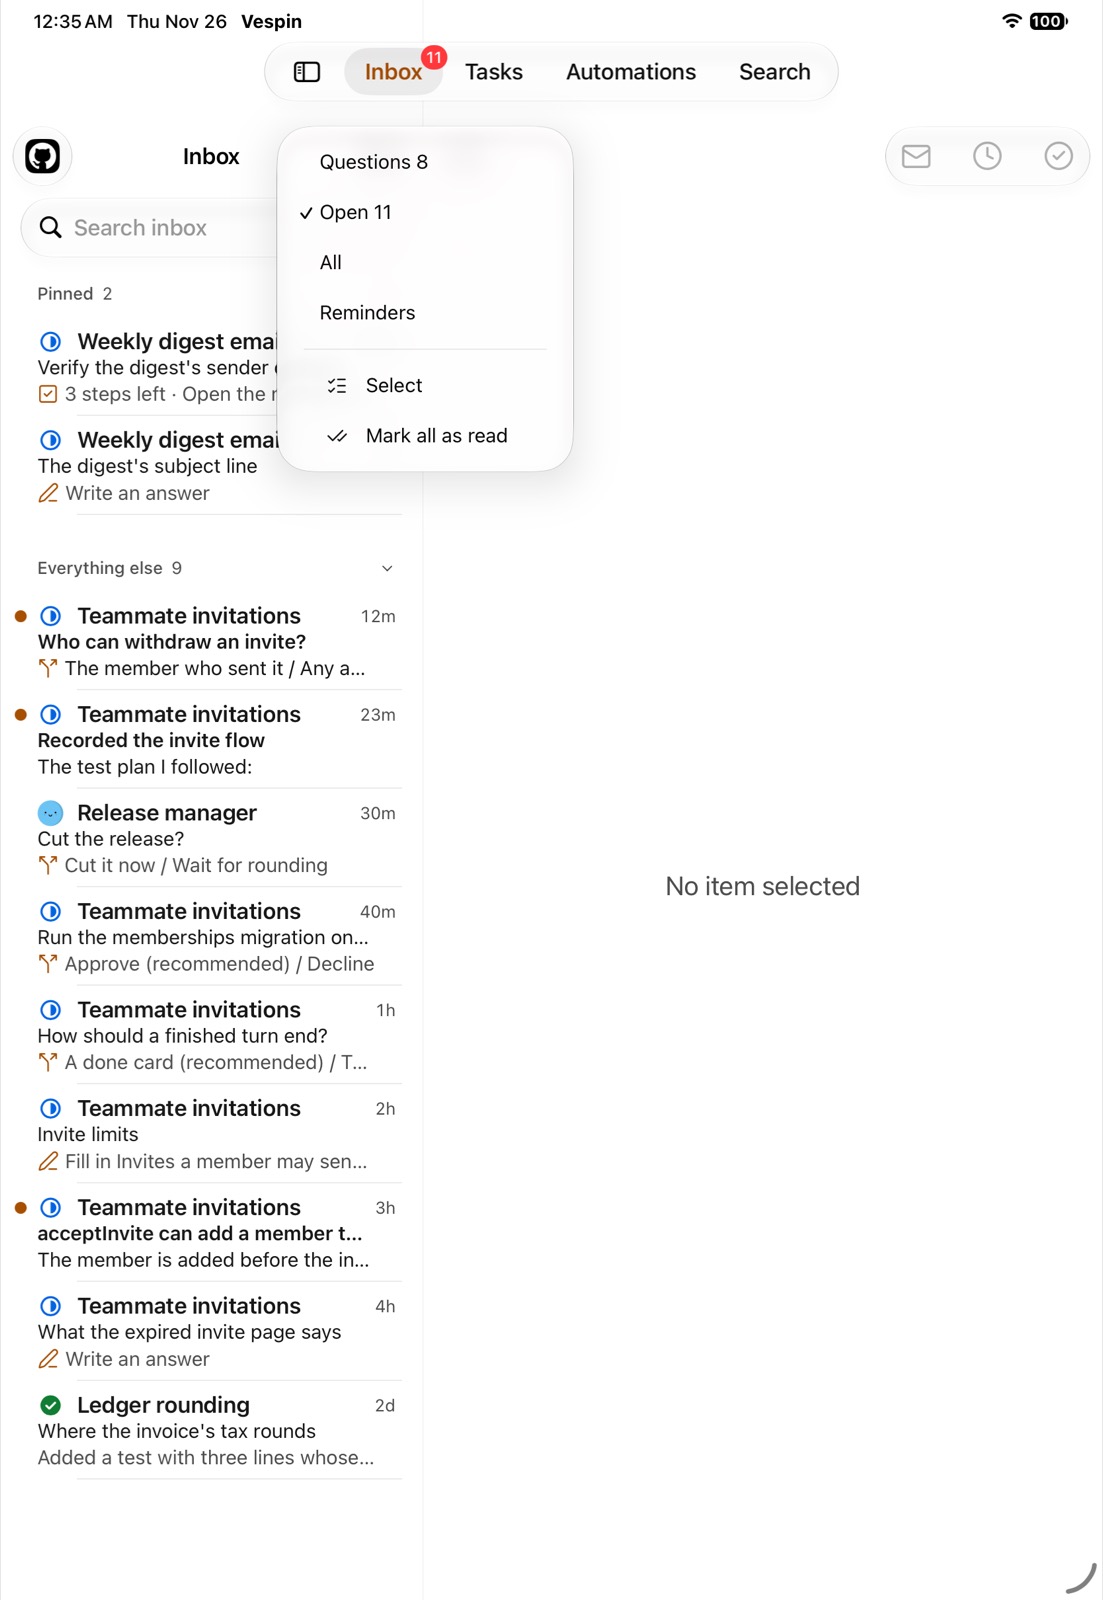 12:35 AM Thu Nov 26 Vespin
100
Inbox 11 Tasks Automations Search
Inbox
Search inbox
Questions 8
Open 11
All
Reminders
Select
Mark all as read
Pinned 2
Weekly digest emai
Verify the digest's sender
3 steps left · Open the
Weekly digest emai
The digest's subject line
Write an answer
Everything else 9
Teammate invitations 12m
Who can withdraw an invite?
The member who sent it / Any a...
Teammate invitations 23m
Recorded the invite flow
The test plan I followed:
Release manager 30m
Cut the release?
Cut it now / Wait for rounding
Teammate invitations 40m
Run the memberships migration on...
Approve (recommended) / Decline
Teammate invitations 1h
How should a finished turn end?
A done card (recommended) / T...
Teammate invitations 2h
Invite limits
Fill in Invites a member may sen...
Teammate invitations 3h
acceptInvite can add a member t...
The member is added before the in...
Teammate invitations 4h
What the expired invite page says
Write an answer
Ledger rounding 2d
Where the invoice's tax rounds
Added a test with three lines whose...
No item selected